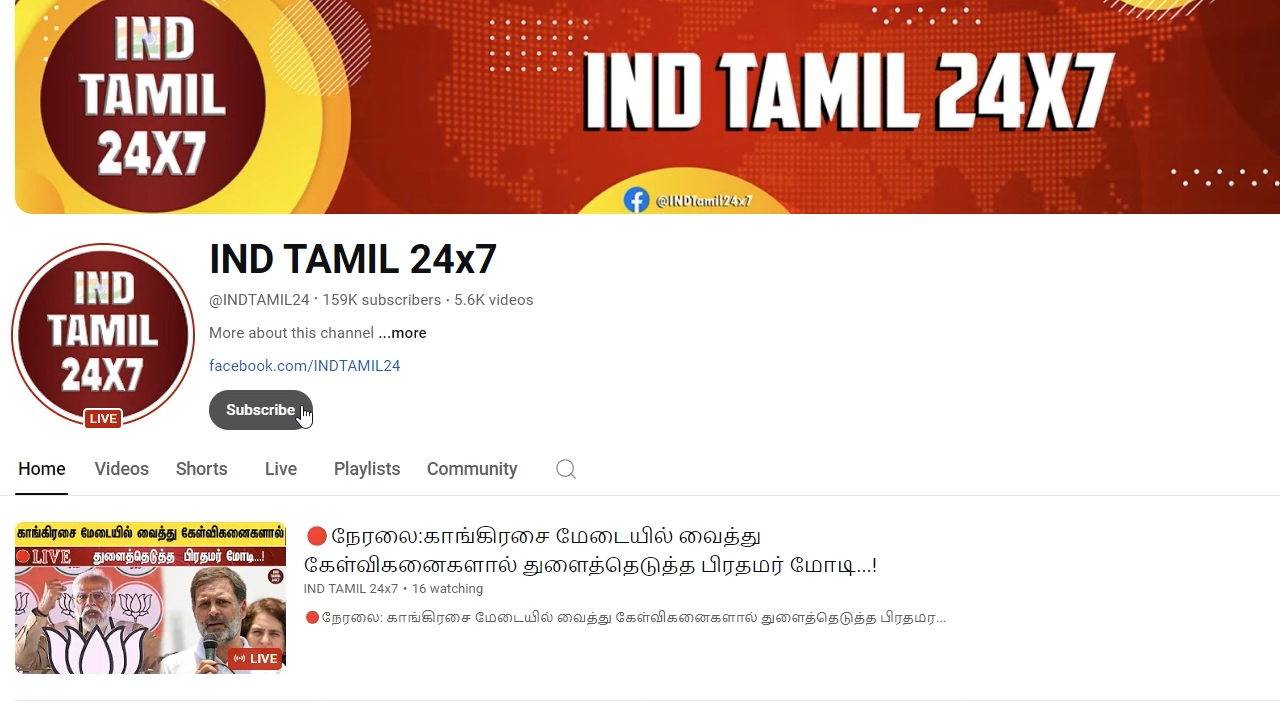 IND
TAMIL
24X7
IND TAMIL 24X7
@INDTamil24x7
IND TAMIL 24x7
@INDTAMIL24 · 159K subscribers · 5.6K videos
More about this channel ...more
facebook.com/INDTAMIL24
IND
TAMIL
24X7
LIVE
Subscribe
Home Videos Shorts Live Playlists Community
காங்கிரசை மேடையில் வைத்து கேள்விகனைகளால்
LIVE துளைத்தெடுத்த பிரதமர் மோடி...!
LIVE
🔴நேரலை:காங்கிரசை மேடையில் வைத்து
கேள்விகனைகளால் துளைத்தெடுத்த பிரதமர் மோடி...!
IND TAMIL 24x7 • 16 watching
🔴நேரலை: காங்கிரசை மேடையில் வைத்து கேள்விகனைகளால் துளைத்தெடுத்த பிரதமர...